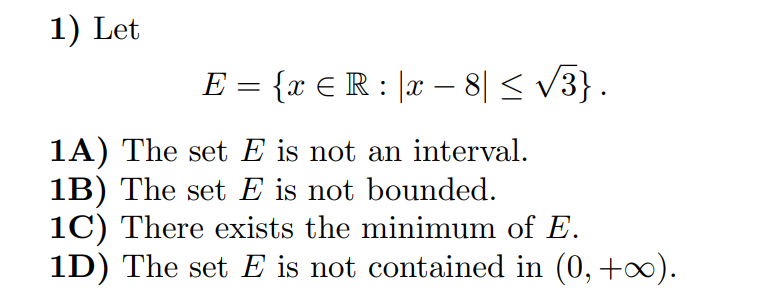 1) Let
E = {x ∈ ℝ : |x − 8| ≤ √3} .
1A) The set E is not an interval.
1B) The set E is not bounded.
1C) There exists the minimum of E.
1D) The set E is not contained in (0, +∞).